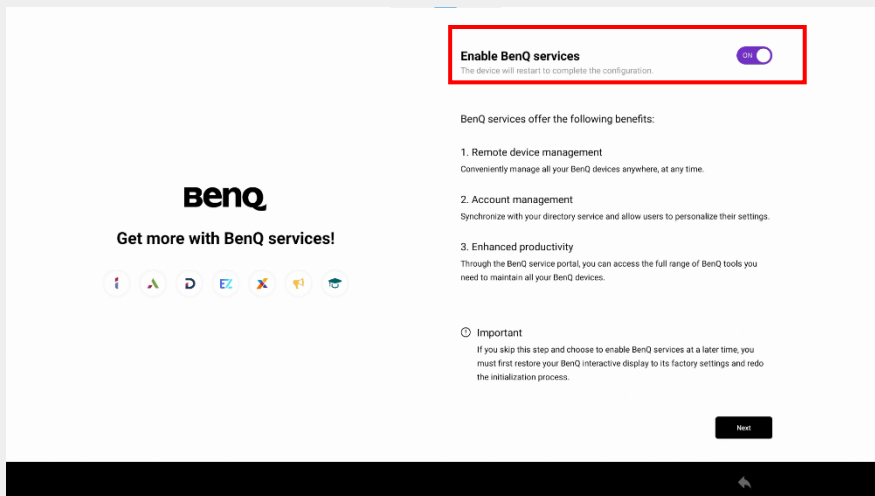 Enable BenQ services
ON
The device will restart to complete the configuration.
BenQ services offer the following benefits:
1. Remote device management
Conveniently manage all your BenQ devices anywhere, at any time.
2. Account management
Synchronize with your directory service and allow users to personalize their settings.
3. Enhanced productivity
Through the BenQ service portal, you can access the full range of BenQ tools you
need to maintain all your BenQ devices.
Important
If you skip this step and choose to enable BenQ services at a later time, you
must first restore your BenQ interactive display to its factory settings and redo
the initialization process.
Next
BenQ
Get more with BenQ services!
EZ